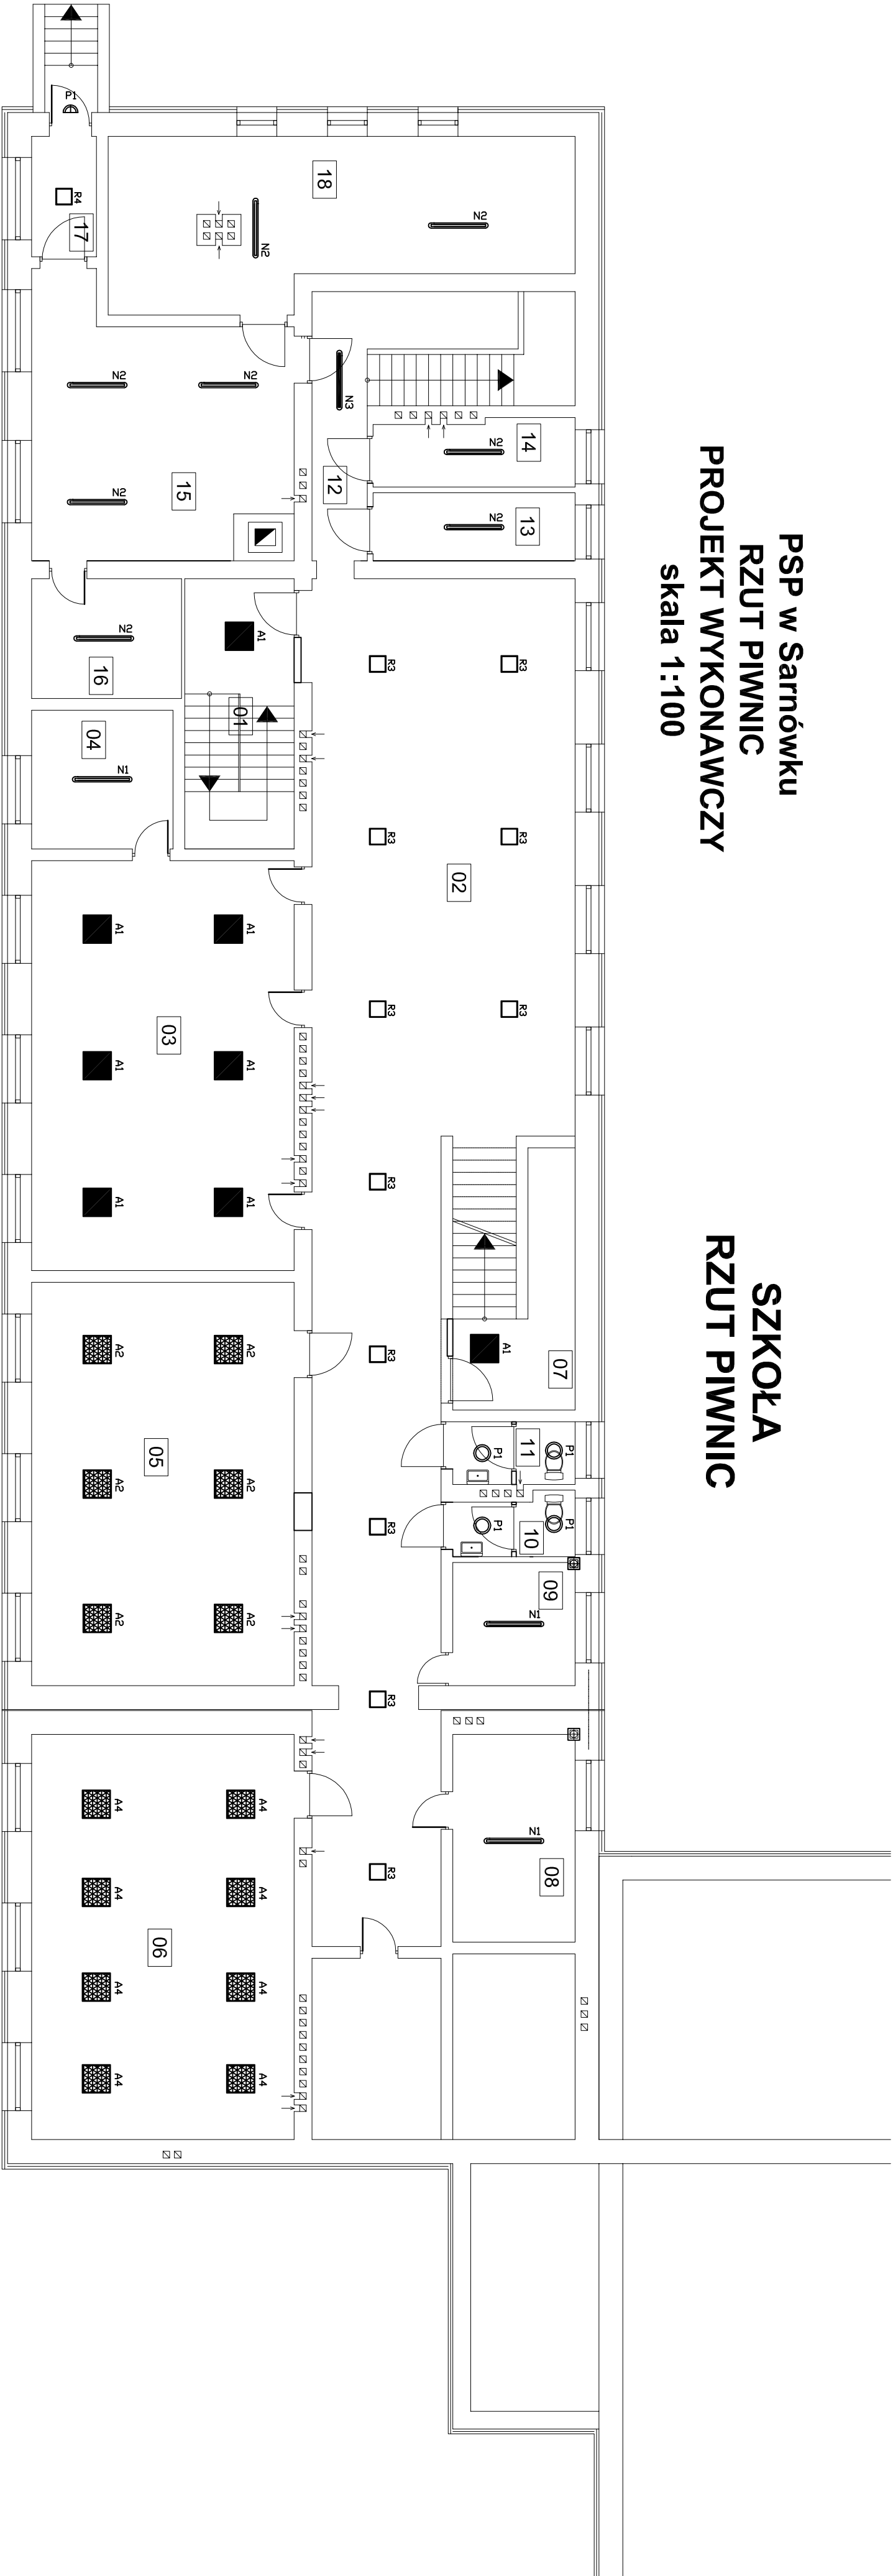 PSP w Sarnówku
RZUT PIWNIC
PROJEKT WYKONAWCZY
skala 1:100
SZKOŁA
RZUT PIWNIC
P1
P1
07
09
08
14
13
11
10
N1
N1
R3
R3
R3
A1
P1
P1
N2
N2
N2
02
R3
R3
R3
R3
R3
R3
R3
R3
N3
12
18
N2
N2
A1
01
A1
A1
A1
A2
A2
A2
A4
A4
A4
A4
15
03
05
06
N2
N2
N2
N1
A1
A1
A1
A2
A2
A2
A4
A4
A4
A4
16
04
17
R4
P1